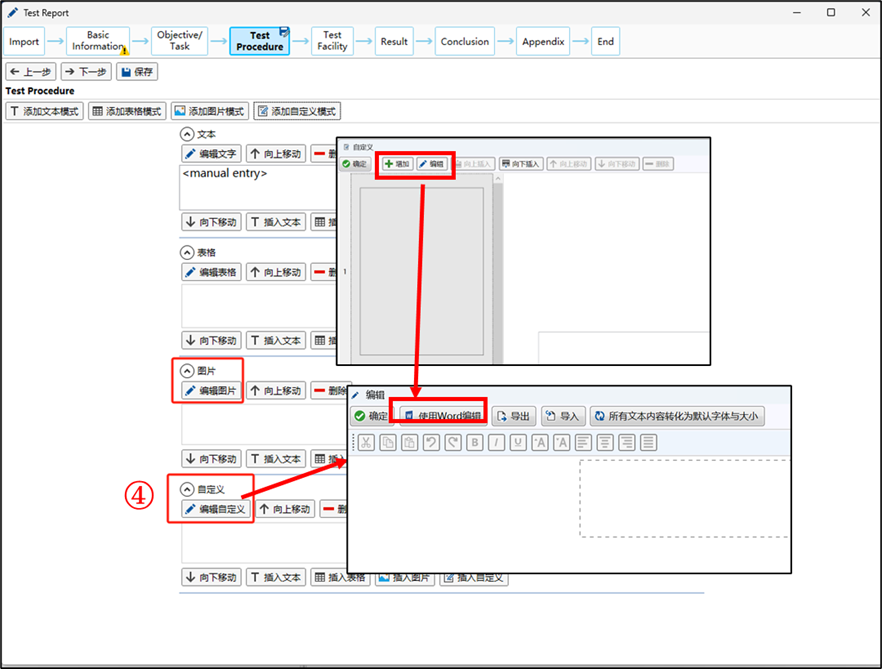 Test Report
Import
Basic Information
Objective/ Task
Test Procedure
Test Facility
Result
Conclusion
Appendix
End
上一步 下一步 保存
Test Procedure
添加文本模式 添加表格模式 添加图片模式 添加自定义模式
文本
编辑文字 向上移动
<manual entry>
向下移动 插入文本
表格
编辑表格 向上移动
向下移动 插入文本
图片
编辑图片 向上移动 删除
向下移动 插入文本
④
自定义
编辑自定义 向上移动
向下移动 插入文本 插入表格 插入图片 插入自定义
自定义
确定 增加 编辑 向上插入 向下插入 向上移动 向下移动 删除
1
编辑
确定 使用Word编辑 导出 导入 所有文本内容转化为默认字体与大小
B I U A A